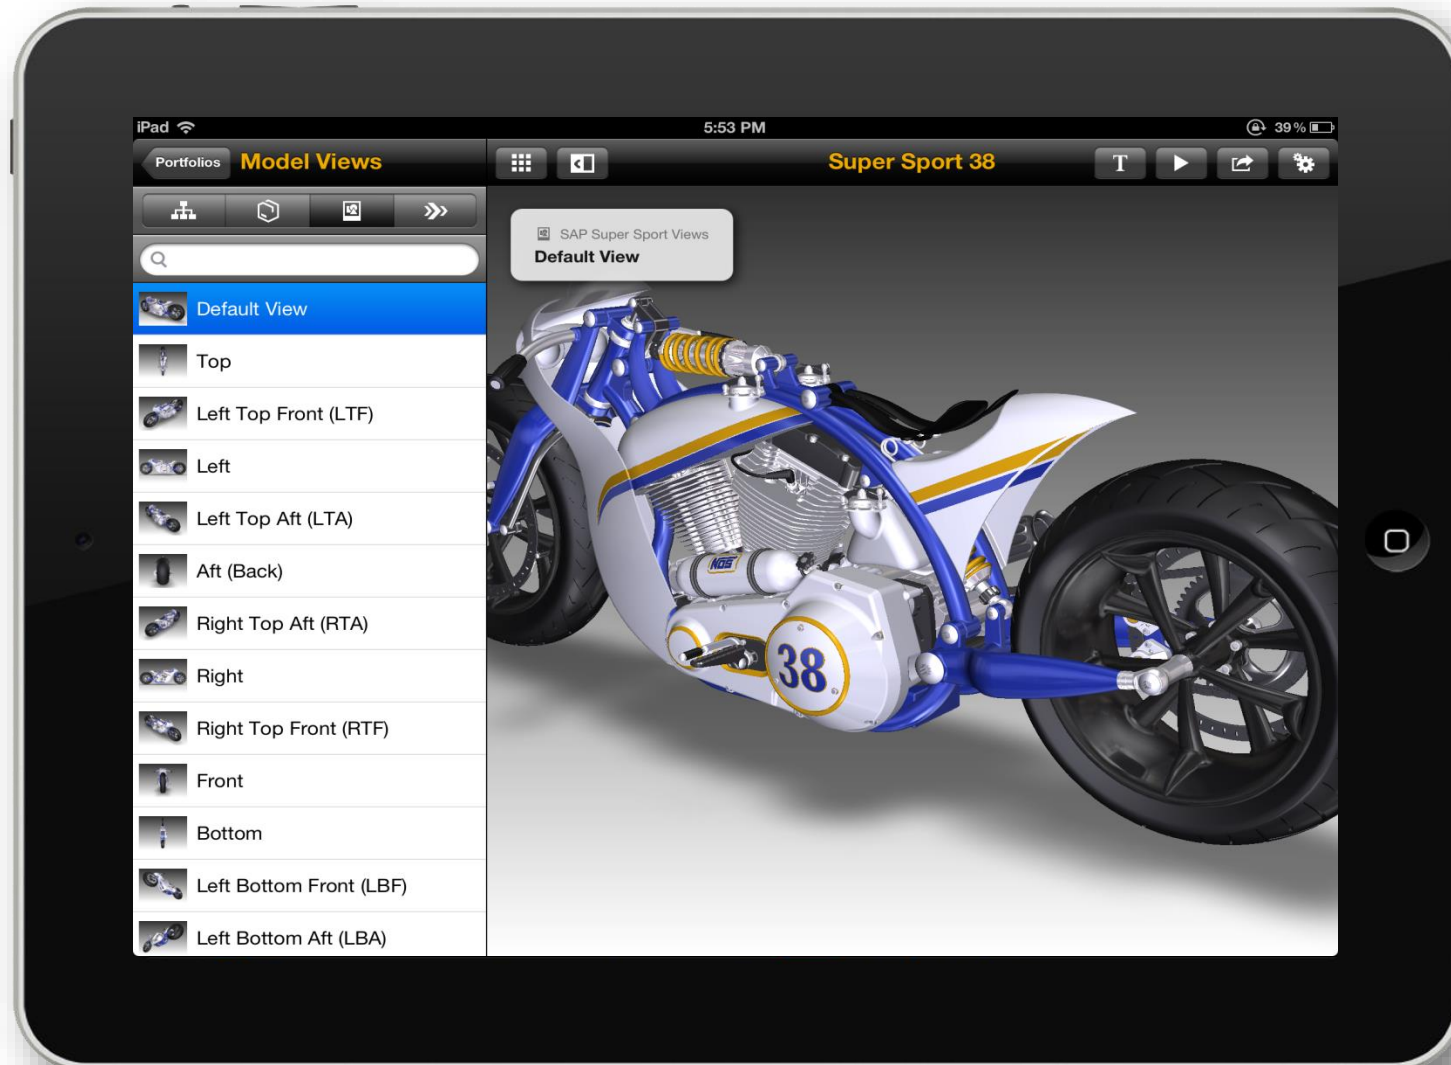 iPad 5:53 PM 39%
Portfolios Model Views Super Sport 38 T
SAP Super Sport Views
Default View
Default View
Top
Left Top Front (LTF)
Left
Left Top Aft (LTA)
Aft (Back)
Right Top Aft (RTA)
Right
Right Top Front (RTF)
Front
Bottom
Left Bottom Front (LBF)
Left Bottom Aft (LBA)
NOS
38